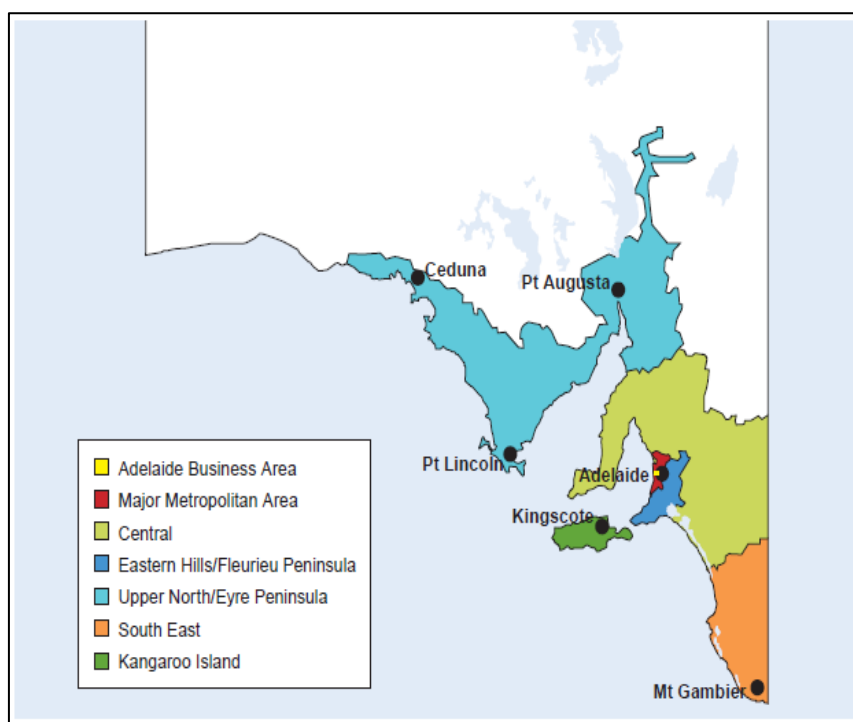 Ceduna
Pt Augusta
Pt Lincoln
Adelaide
Kingscote
Mt Gambier
Adelaide Business Area
Major Metropolitan Area
Central
Eastern Hills/Fleurieu Peninsula
Upper North/Eyre Peninsula
South East
Kangaroo Island